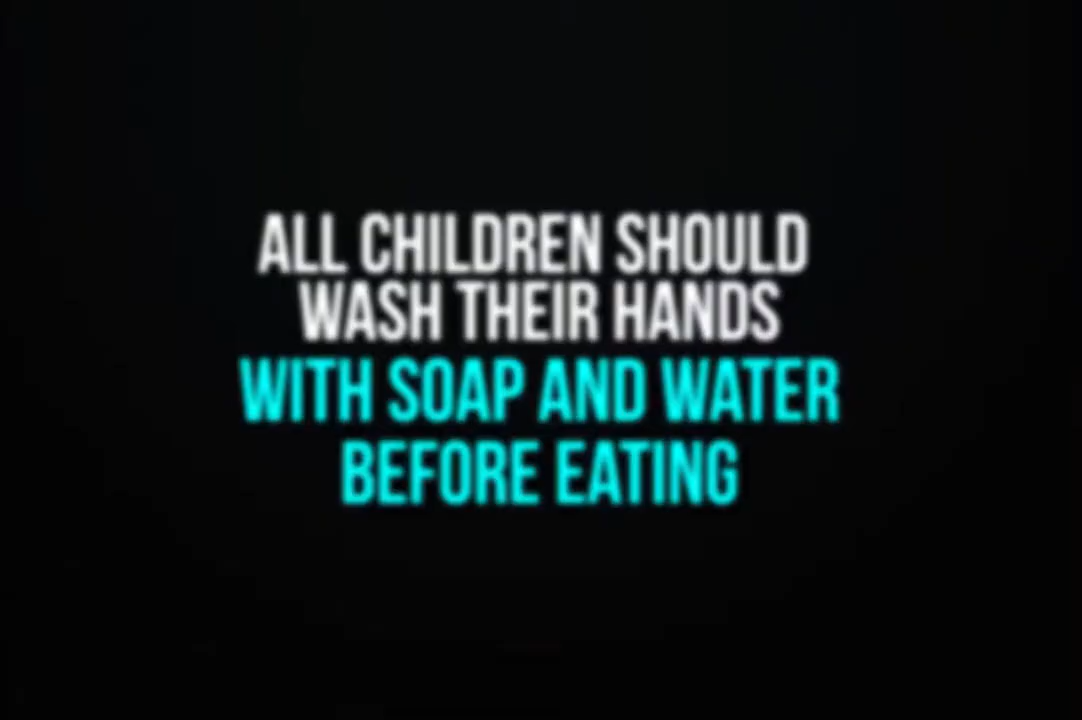 ALL CHILDREN SHOULD
WASH THEIR HANDS
WITH SOAP AND WATER
BEFORE EATING